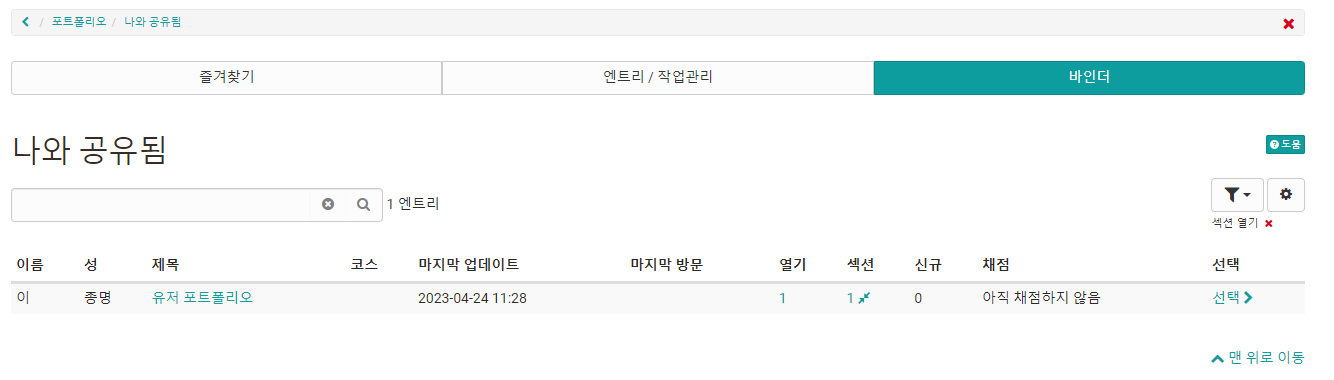 / 포트폴리오 / 나와 공유됨
즐겨찾기 엔트리 / 작업관리 바인더
나와 공유됨
도움
1 엔트리
섹션 열기
이름 성 제목 코스 마지막 업데이트 마지막 방문 열기 섹션 신규 채점 선택
이 종명 유저 포트폴리오 2023-04-24 11:28 1 1 0 아직 채점하지 않음 선택
맨 위로 이동